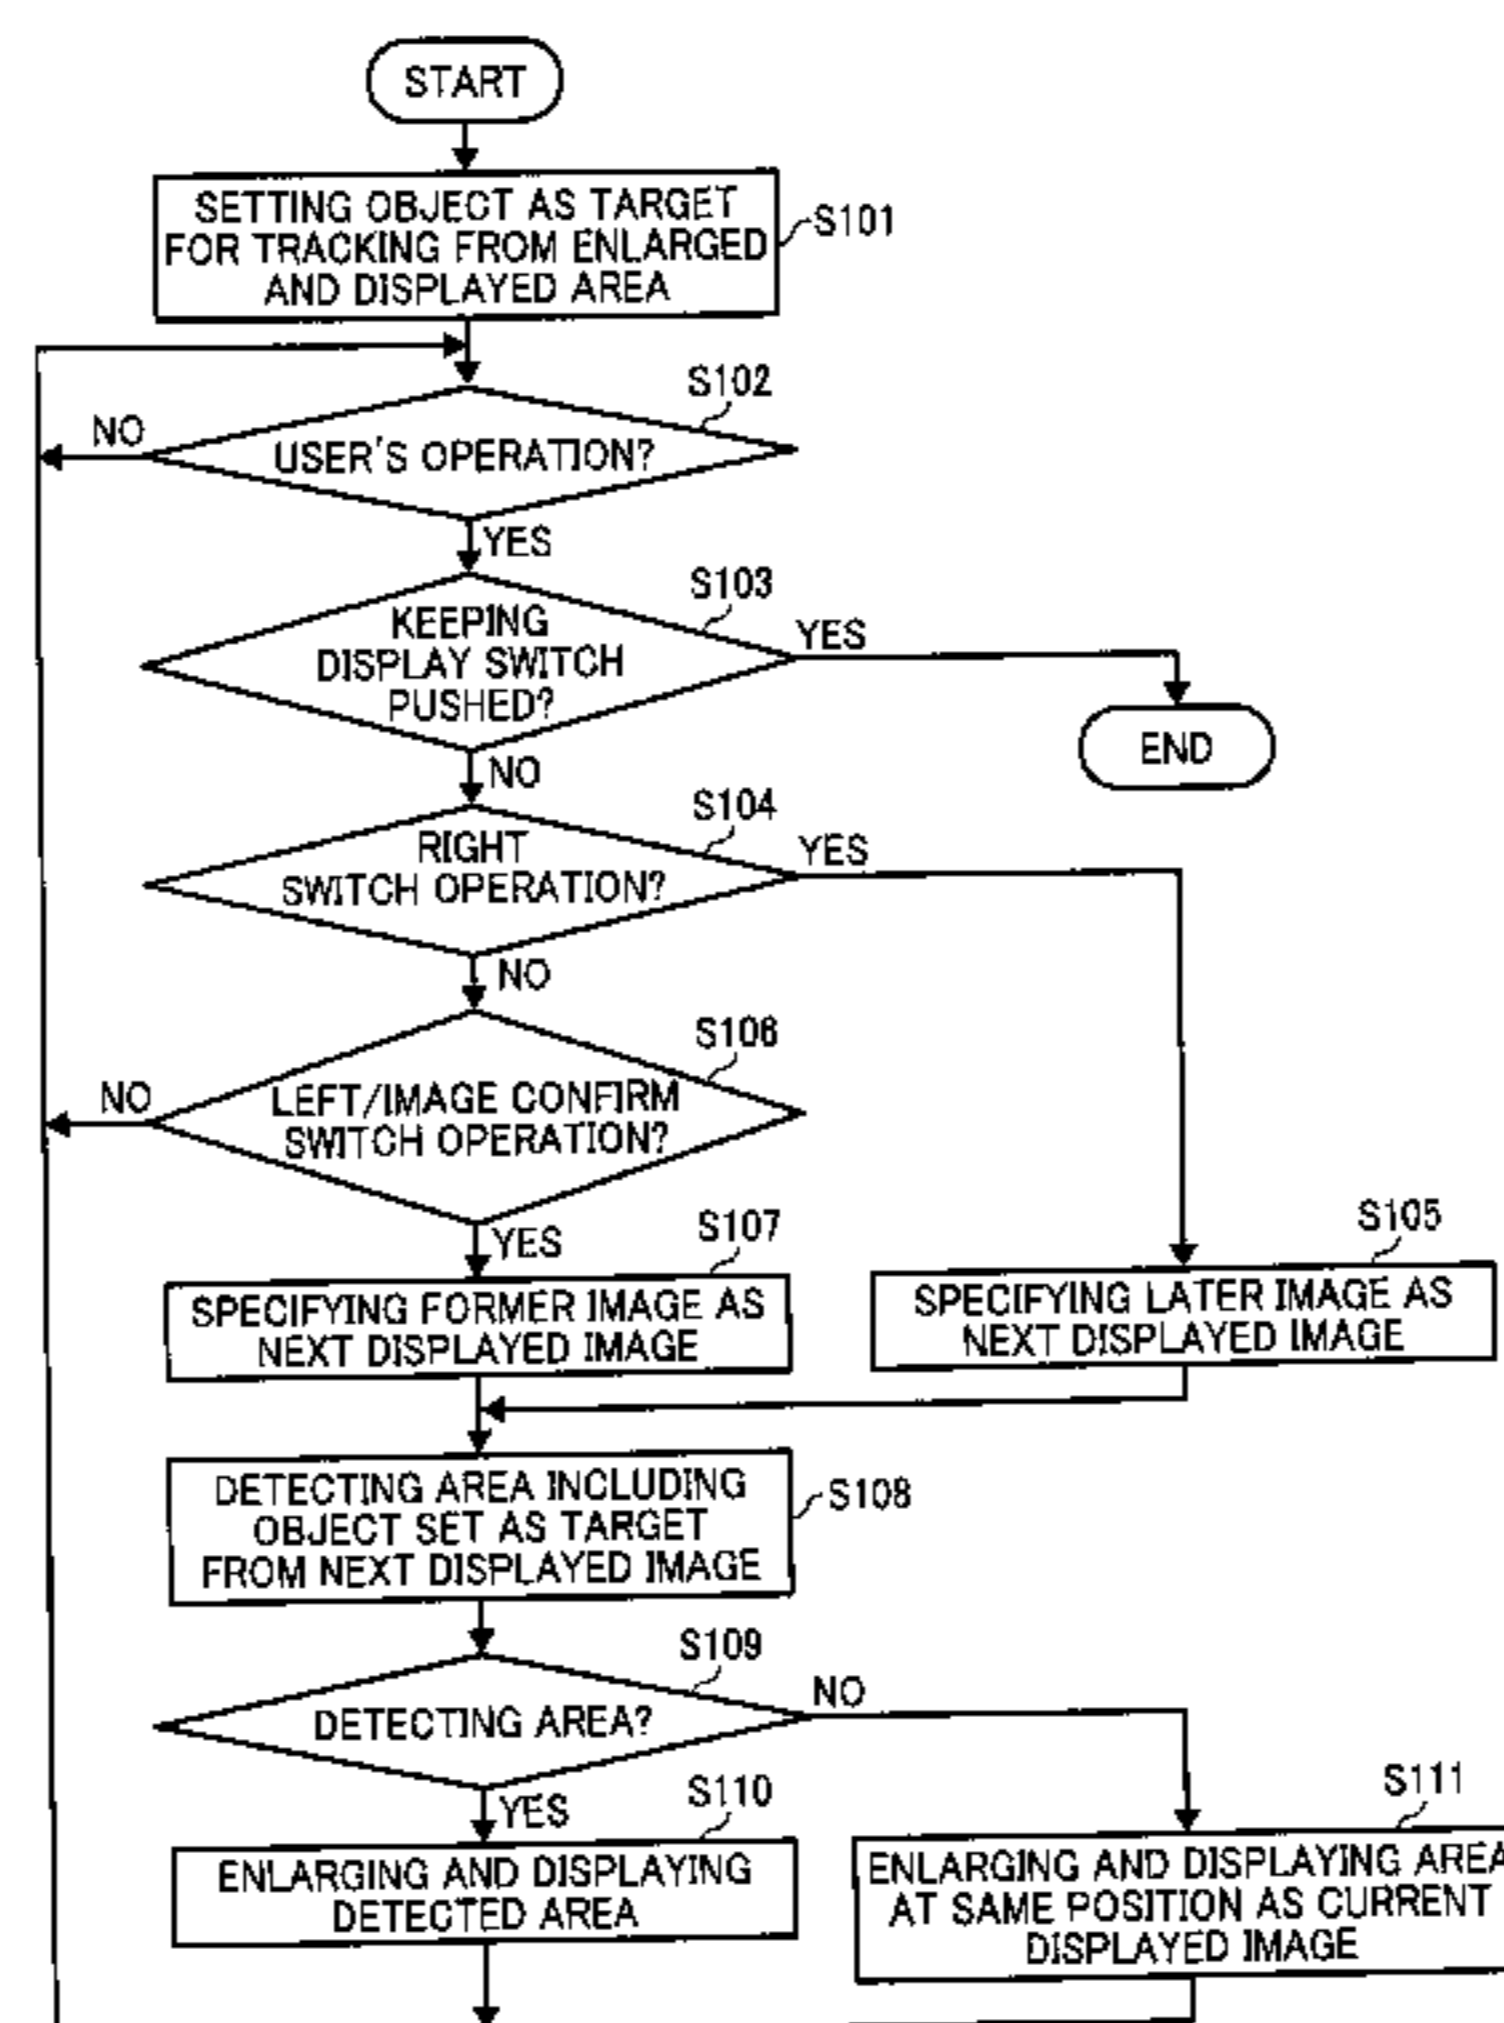 START
SETTING OBJECT AS TARGET
FOR TRACKING FROM ENLARGED
AND DISPLAYED AREA
S101
S102
NO
USER'S OPERATION?
YES
S103
KEEPING
DISPLAY SWITCH
PUSHED?
YES
END
NO
S104
RIGHT
SWITCH OPERATION?
YES
NO
S106
NO
LEFT/IMAGE CONFIRM
SWITCH OPERATION?
YES
S107
S105
SPECIFYING FORMER IMAGE AS
NEXT DISPLAYED IMAGE
SPECIFYING LATER IMAGE AS
NEXT DISPLAYED IMAGE
DETECTING AREA INCLUDING
OBJECT SET AS TARGET
FROM NEXT DISPLAYED IMAGE
S108
S109
DETECTING AREA?
NO
YES
S110
S111
ENLARGING AND DISPLAYING
DETECTED AREA
ENLARGING AND DISPLAYING AREA
AT SAME POSITION AS CURRENT
DISPLAYED IMAGE